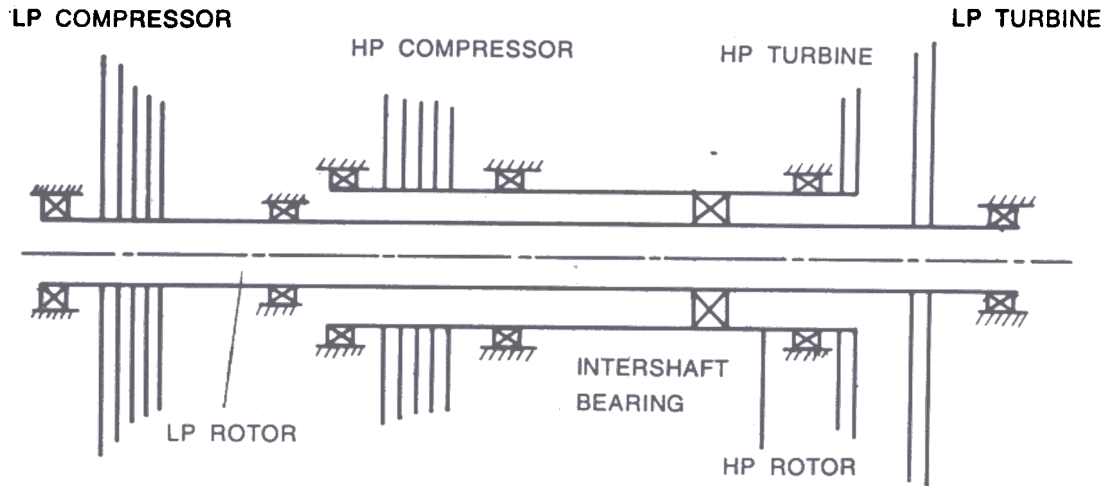 LP COMPRESSOR
LP TURBINE
HP COMPRESSOR
HP TURBINE
INTERSHAFT
BEARING
LP ROTOR
HP ROTOR